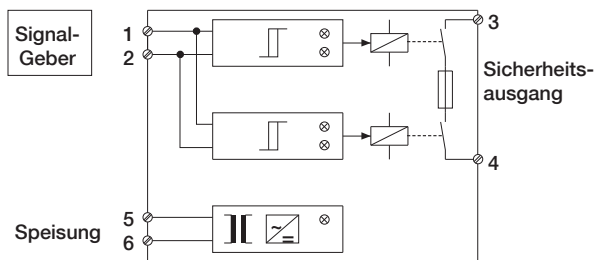 Signal-
Geber
1
2
3
Sicherheits-
ausgang
4
Speisung
5
6